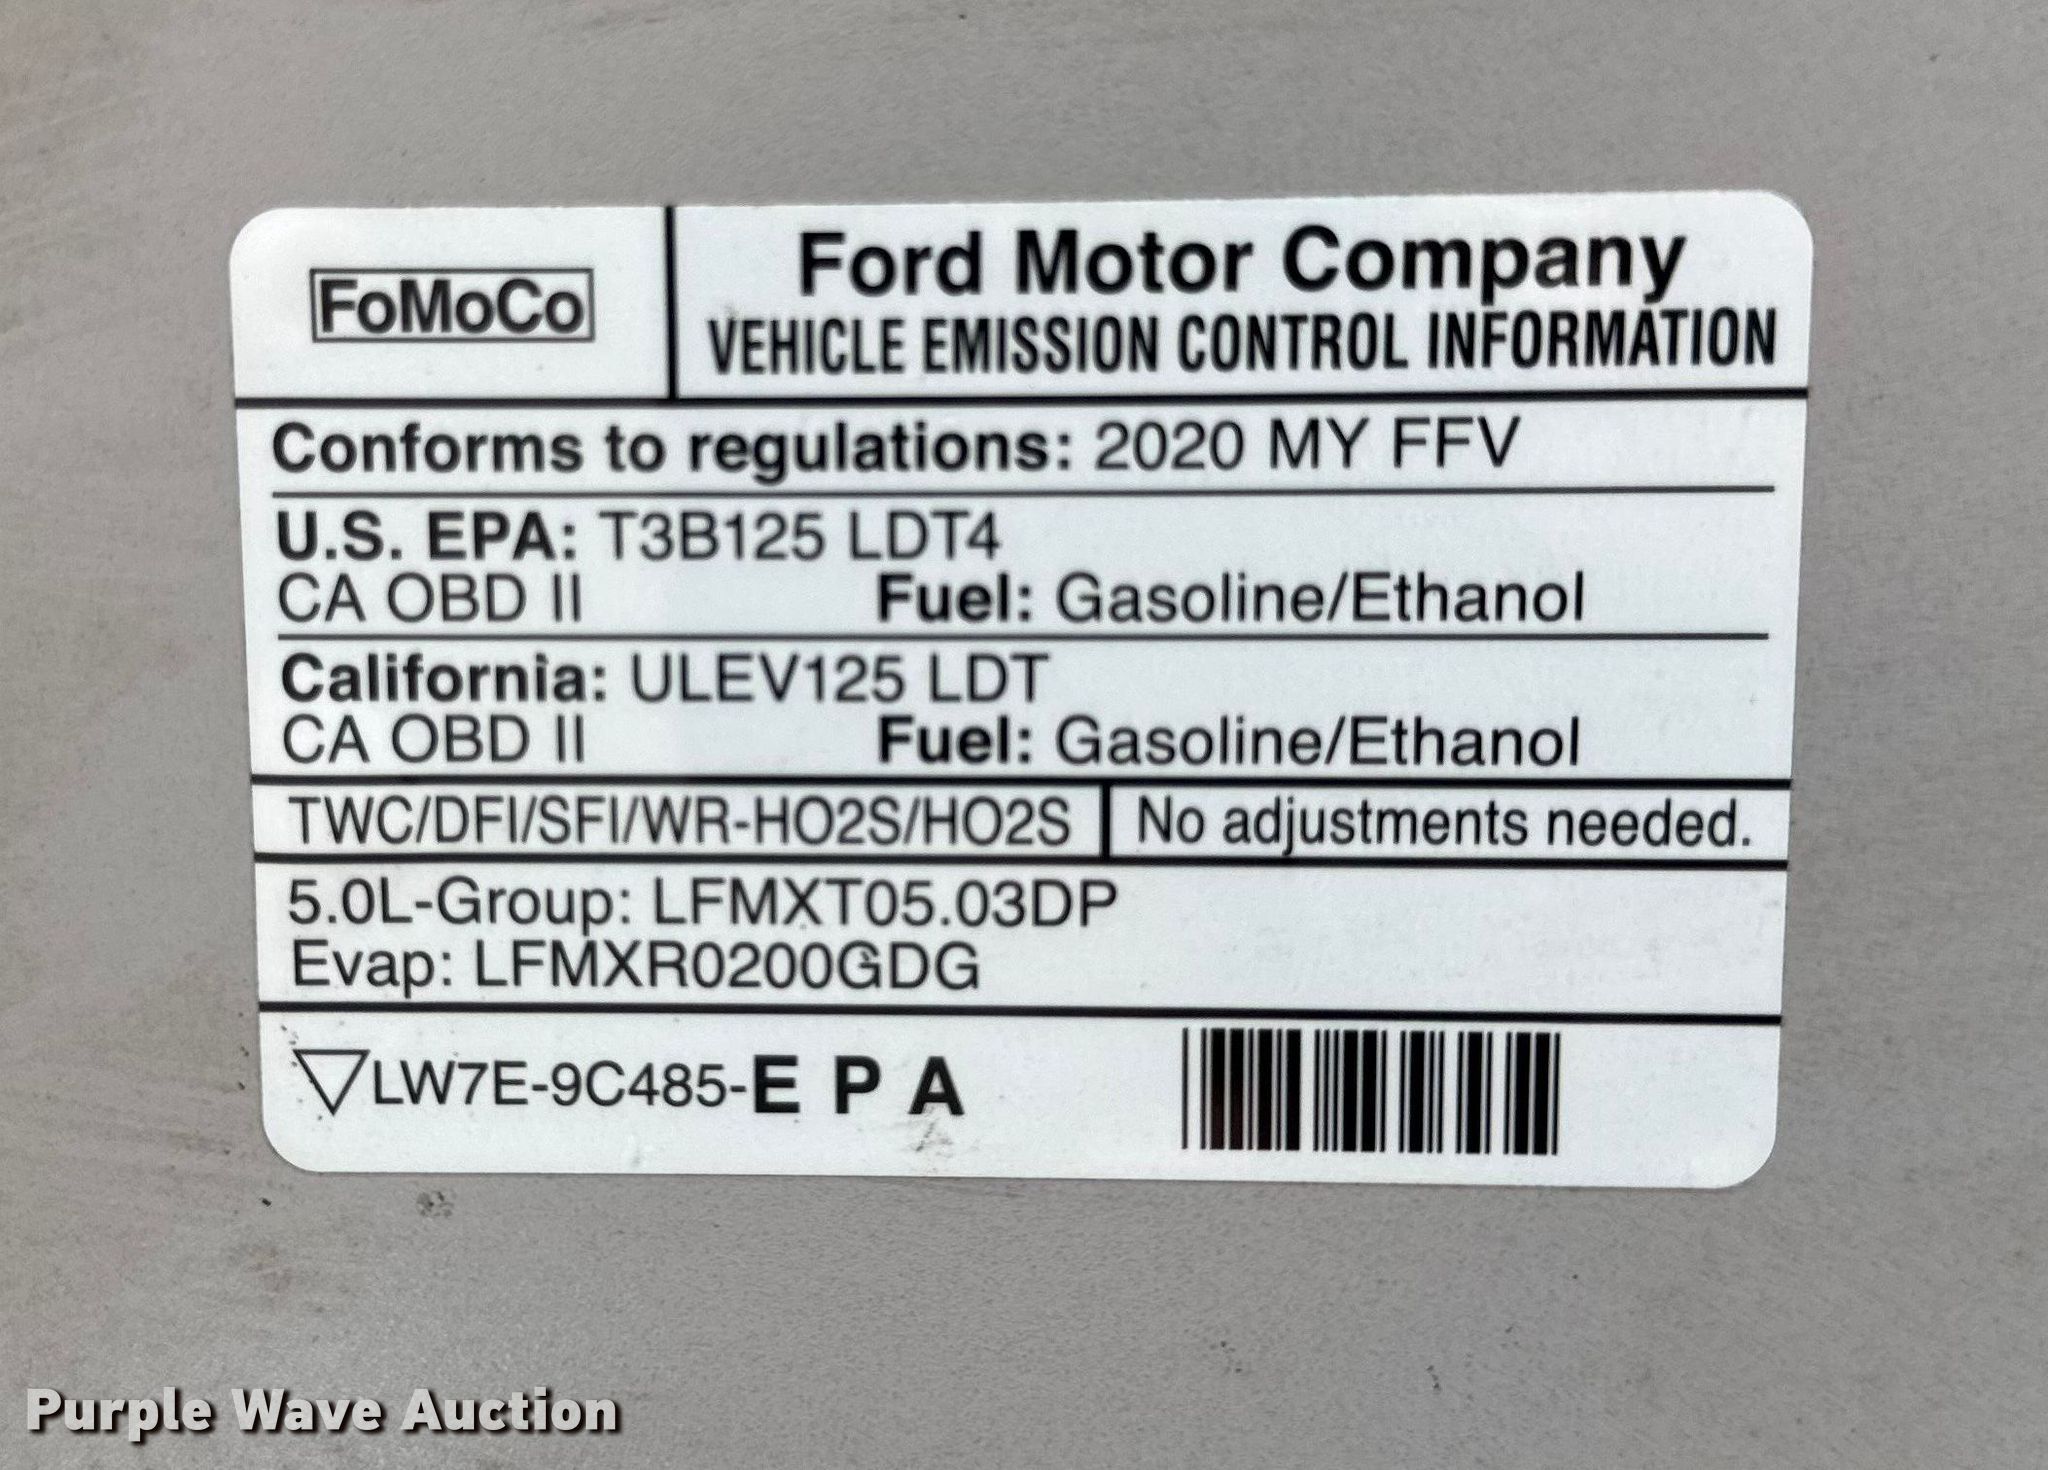 FoMoCo
Ford Motor Company
VEHICLE EMISSION CONTROL INFORMATION
Conforms to regulations: 2020 MY FFV
U.S. EPA: T3B125 LDT4
CA OBD II Fuel: Gasoline/Ethanol
California: ULEV125 LDT
CA OBD II Fuel: Gasoline/Ethanol
TWC/DFI/SFI/WR-HO2S/HO2S No adjustments needed.
5.0L-Group: LFMXT05.03DP
Evap: LFMXR0200GDG
▽LW7E-9C485-E P A
Purple Wave Auction